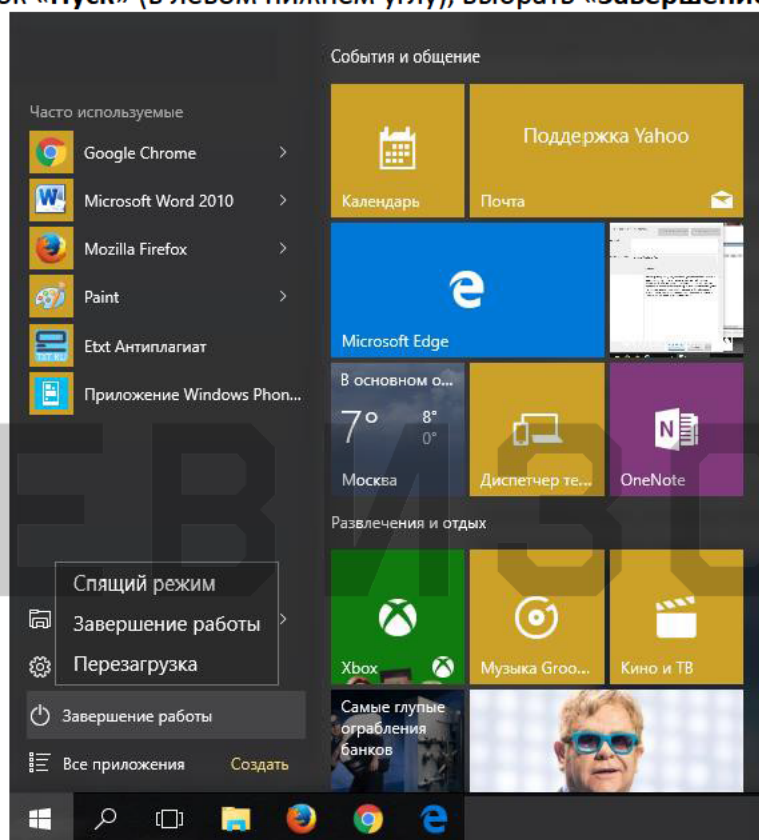 ок «Пуск» (в левом нижнем углу), выбрать «Завершение
События и общение
Часто используемые
Google Chrome
Microsoft Word 2010
Mozilla Firefox
Paint
Etxt Антиплагиат
Приложение Windows Phon...
Поддержка Yahoo
Календарь
Почта
Microsoft Edge
В основном о...
7°
8°
0°
Москва
Диспетчер те...
OneNote
Развлечения и отдых
ЕВИЗО
Спящий режим
Завершение работы
Перезагрузка
Xbox
Музыка Groo...
Кино и ТВ
Завершение работы
Самые глупые
ограбления
банков
Все приложения
Создать